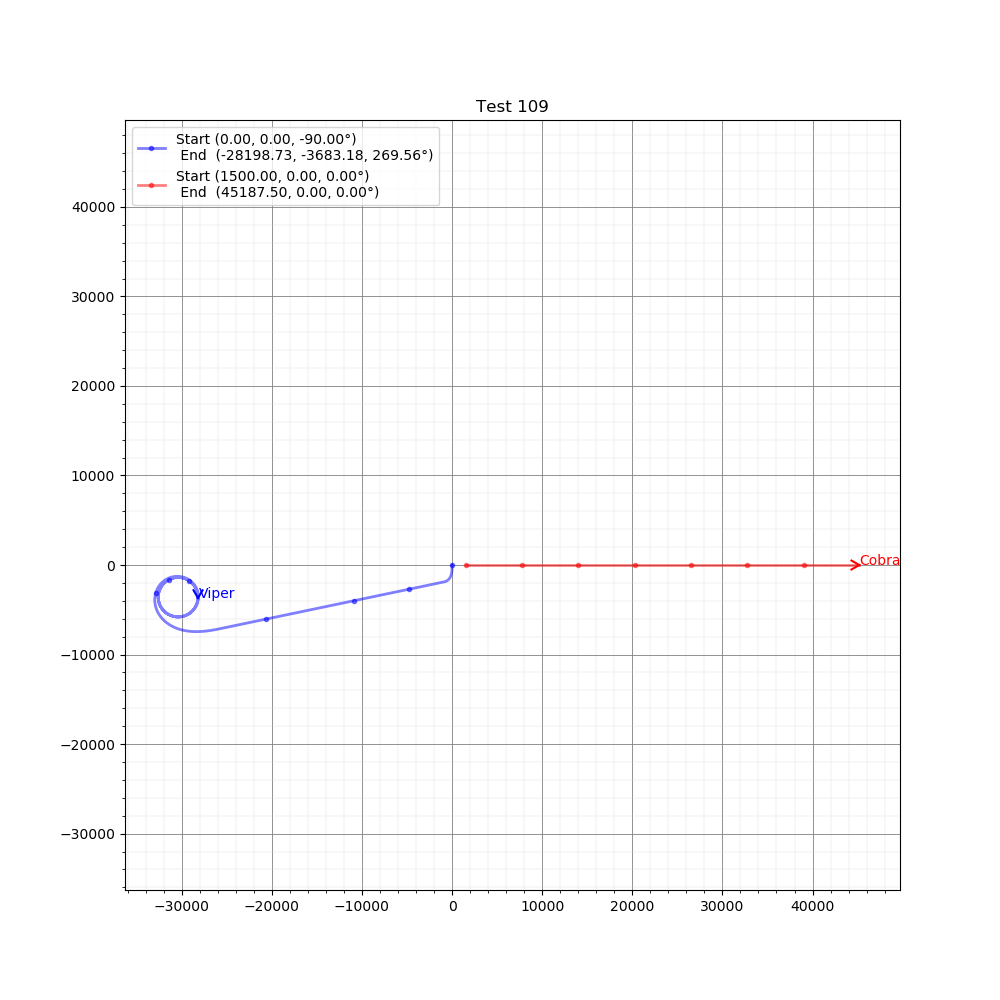 Test 109
Start (0.00, 0.00, -90.00°)
End (-28198.73, -3683.18, 269.56°)
Start (1500.00, 0.00, 0.00°)
End (45187.50, 0.00, 0.00°)
40000
30000
20000
10000
0
−10000
−20000
−30000
Cobra
Viper
−30000 −20000 −10000 0 10000 20000 30000 40000